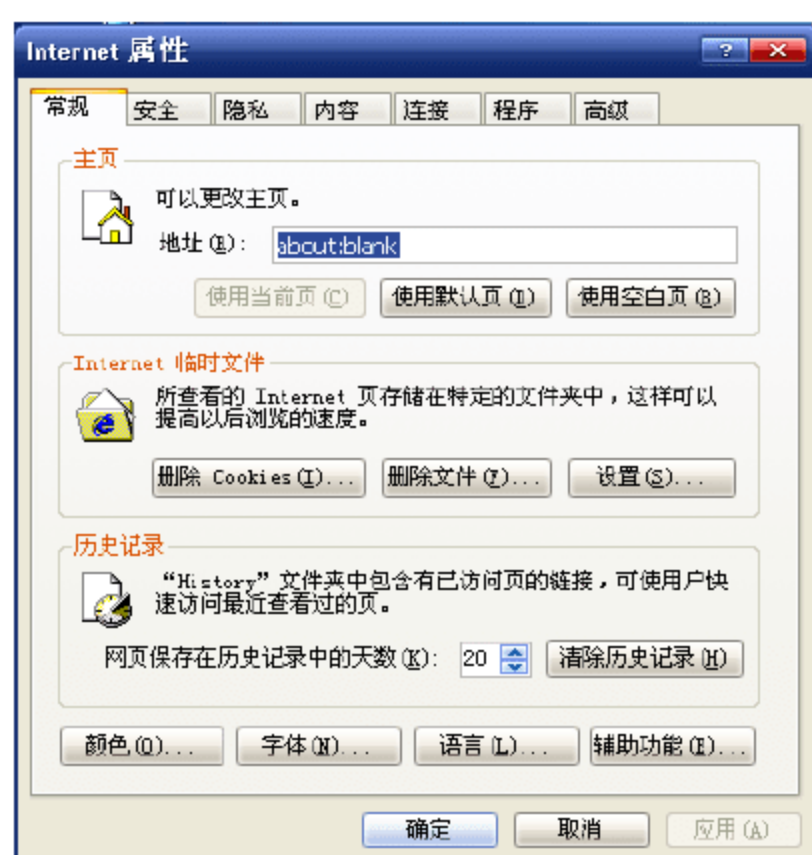 Internet 属性
常规 安全 隐私 内容 连接 程序 高级
主页
可以更改主页。
地址(R): about:blank
使用当前页(C) 使用默认页(D) 使用空白页(B)
Internet 临时文件
所查看的 Internet 页存储在特定的文件夹中，这样可以
提高以后浏览的速度。
删除 Cookies(I)... 删除文件(F)... 设置(S)...
历史记录
“History”文件夹中包含有已访问页的链接，可使用户快
速访问最近查看过的页。
网页保存在历史记录中的天数(K): 20 清除历史记录(H)
颜色(O)... 字体(N)... 语言(L)... 辅助功能(E)...
确定 取消 应用(A)